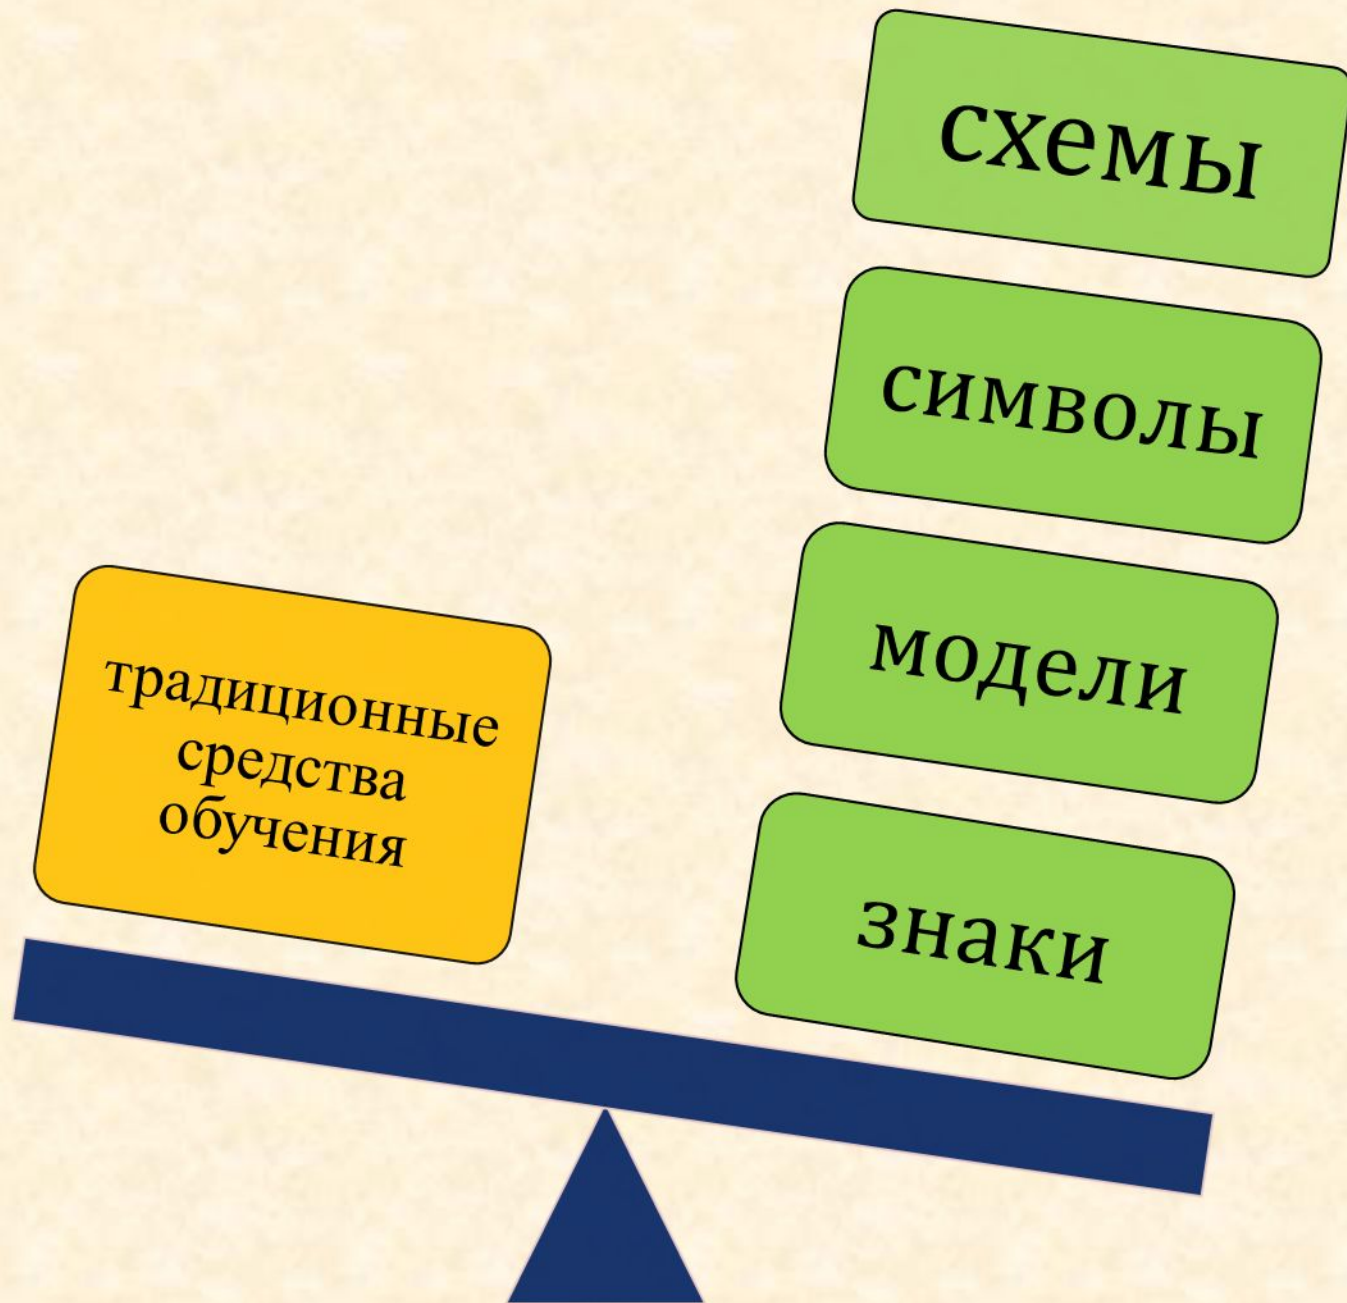 схемы
символы
модели
знаки
традиционные
средства
обучения